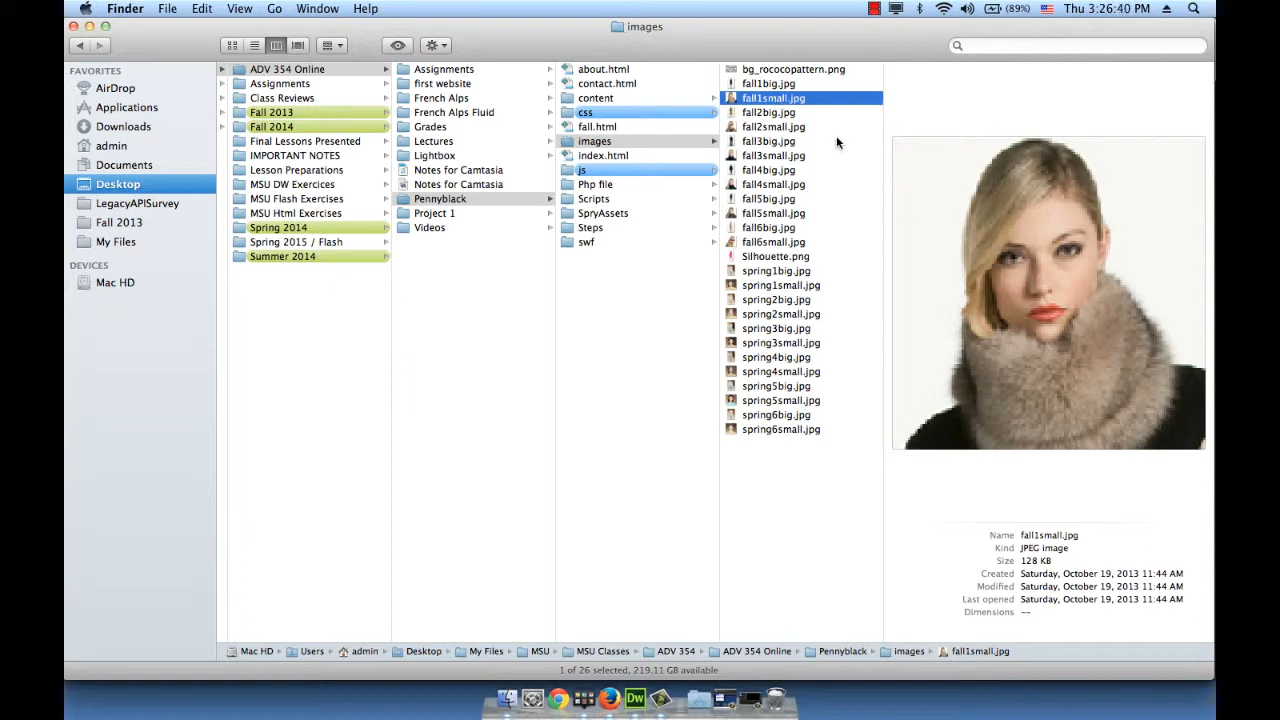 Finder File Edit View Go Window Help (89%) Thu 3:26:40 PM
images
FAVORITES
AirDrop
Applications
Downloads
admin
Documents
Desktop
LegacyAPISurvey
Fall 2013
My Files
DEVICES
Mac HD
ADV 354 Online
Assignments
Class Reviews
Fall 2013
Fall 2014
Final Lessons Presented
IMPORTANT NOTES
Lesson Preparations
MSU DW Exercices
MSU Flash Exercises
MSU Html Exercises
Spring 2014
Spring 2015 / Flash
Summer 2014
Assignments
first website
French Alps
French Alps Fluid
Grades
Lectures
Lightbox
Notes for Camtasia
Notes for Camtasia
Pennyblack
Project 1
Videos
about.html
contact.html
content
css
fall.html
images
index.html
js
Php file
Scripts
SpryAssets
Steps
swf
bg_rococopattern.png
fall1big.jpg
fall1small.jpg
fall2big.jpg
fall2small.jpg
fall3big.jpg
fall3small.jpg
fall4big.jpg
fall4small.jpg
fall5big.jpg
fall5small.jpg
fall6big.jpg
fall6small.jpg
Silhouette.png
spring1big.jpg
spring1small.jpg
spring2big.jpg
spring2small.jpg
spring3big.jpg
spring3small.jpg
spring4big.jpg
spring4small.jpg
spring5big.jpg
spring5small.jpg
spring6big.jpg
spring6small.jpg
Name fall1small.jpg
Kind JPEG image
Size 128 KB
Created Saturday, October 19, 2013 11:44 AM
Modified Saturday, October 19, 2013 11:44 AM
Last opened Saturday, October 19, 2013 11:44 AM
Dimensions --
Mac HD Users admin Desktop My Files MSU MSU Classes ADV 354 ADV 354 Online Pennyblack images fall1small.jpg
1 of 26 selected, 219.11 GB available
Dw